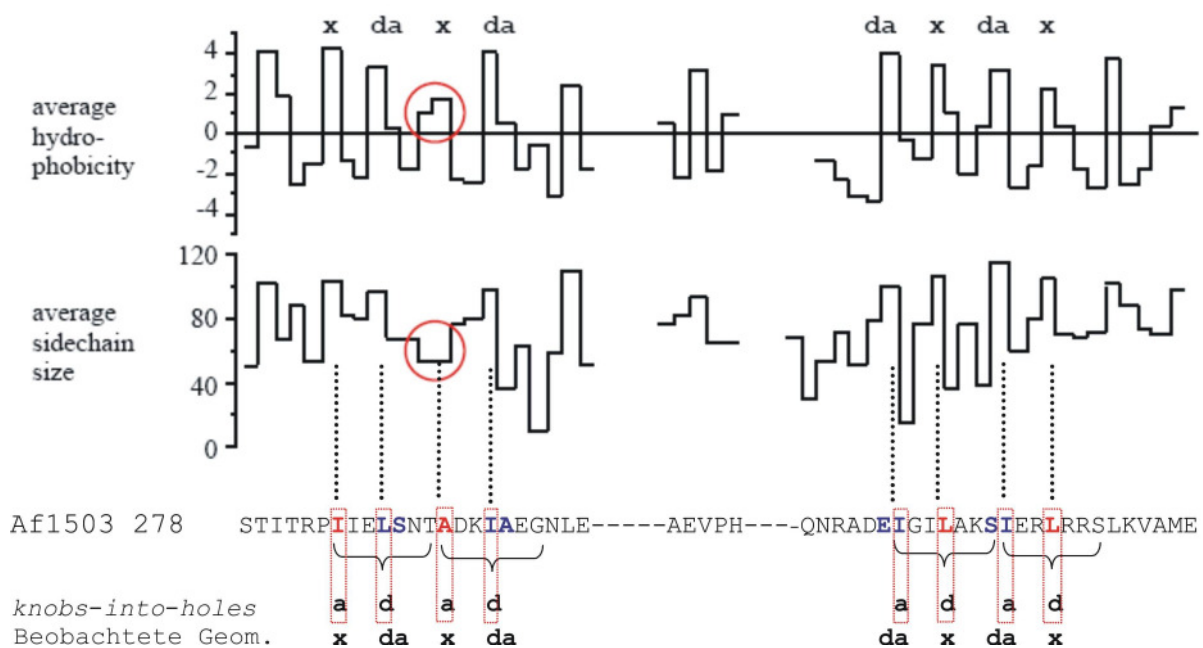 x da x da da x da x
4
2
0
-2
-4
average
hydro-
phobicity
120
80
40
0
average
sidechain
size
Af1503 278 STITRPIIELSNTADKIAEGNLE-----AEVPH----QNRADEIGILAKSIERLRRSLKVAME
knobs-into-holes a d a d a d a d
Beobachtete Geom. x da x da da x da x